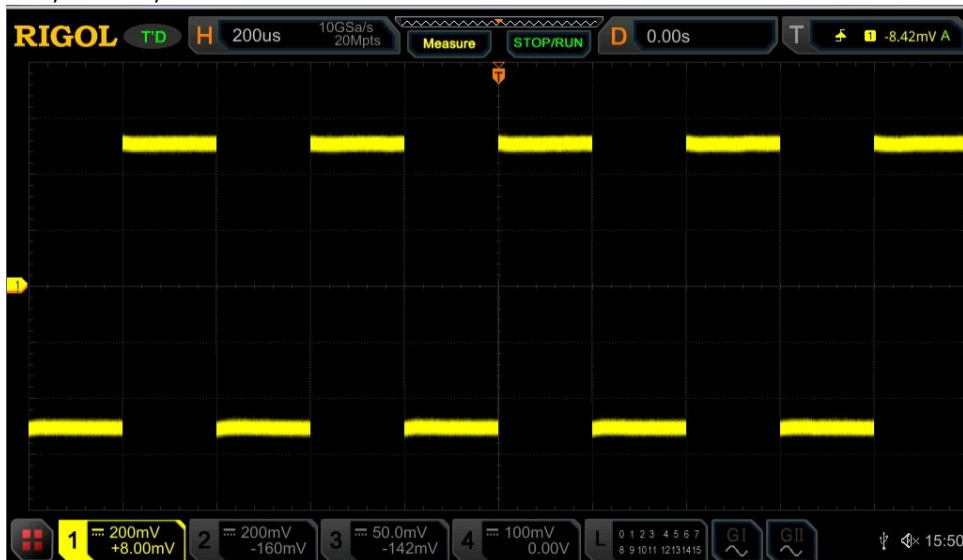 RIGOL T'D H 200us 10GSa/s 20Mpts Measure STOP/RUN D 0.00s T 1 -8.42mV A
T
1
1 200mV +8.00mV 2 200mV -160mV 3 50.0mV -142mV 4 100mV 0.00V L 0 1 2 3 4 5 6 7 8 9 10 11 12 13 14 15 GI GII 15:50